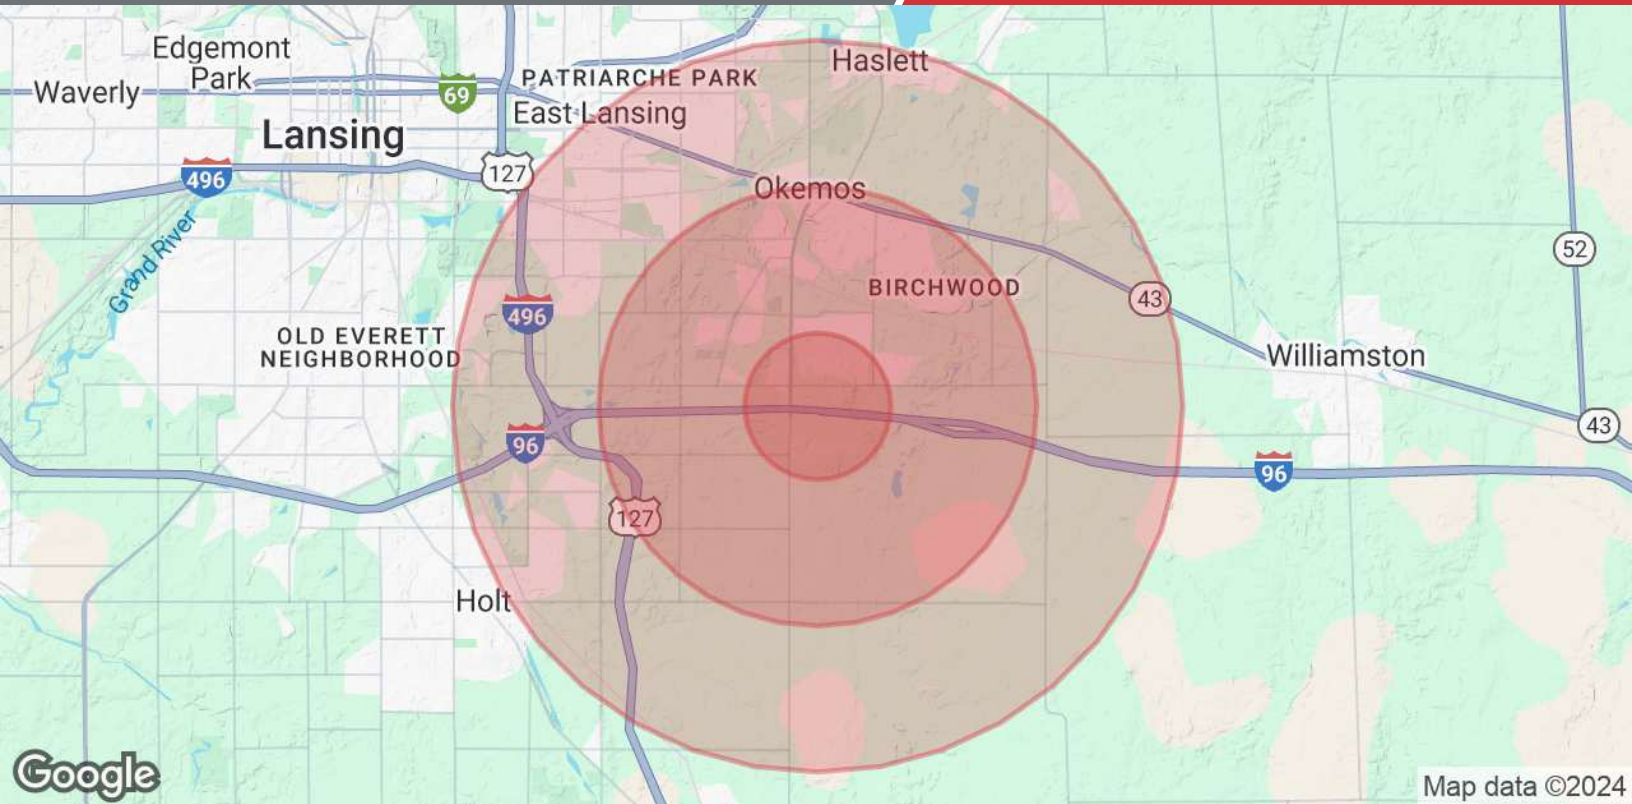 Edgemont
Park
Haslett
Waverly
69
PATRIARCHE PARK
East Lansing
Lansing
496
127
Okemos
Grand River
52
BIRCHWOOD
43
496
OLD EVERETT
NEIGHBORHOOD
Williamston
96
43
96
127
Holt
Google
Map data ©2024